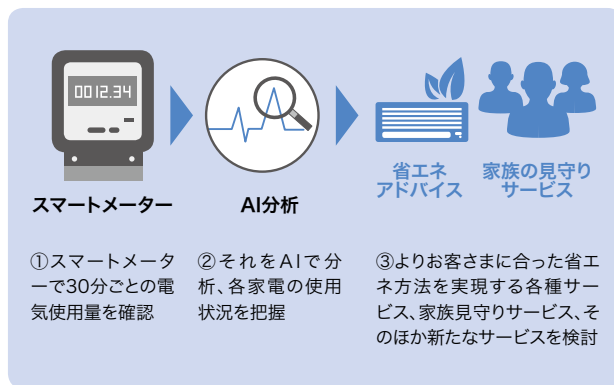 0012.34
スマートメーター
AI分析
省エネ
アドバイス
家族の見守り
サービス
①スマートメータ
ーで30分ごとの電
気使用量を確認
②それをAIで分
析、各家電の使用
状況を把握
③よりお客さまに合った省エ
ネ方法を実現する各種サー
ビス、家族見守りサービス、そ
のほか新たなサービスを検討